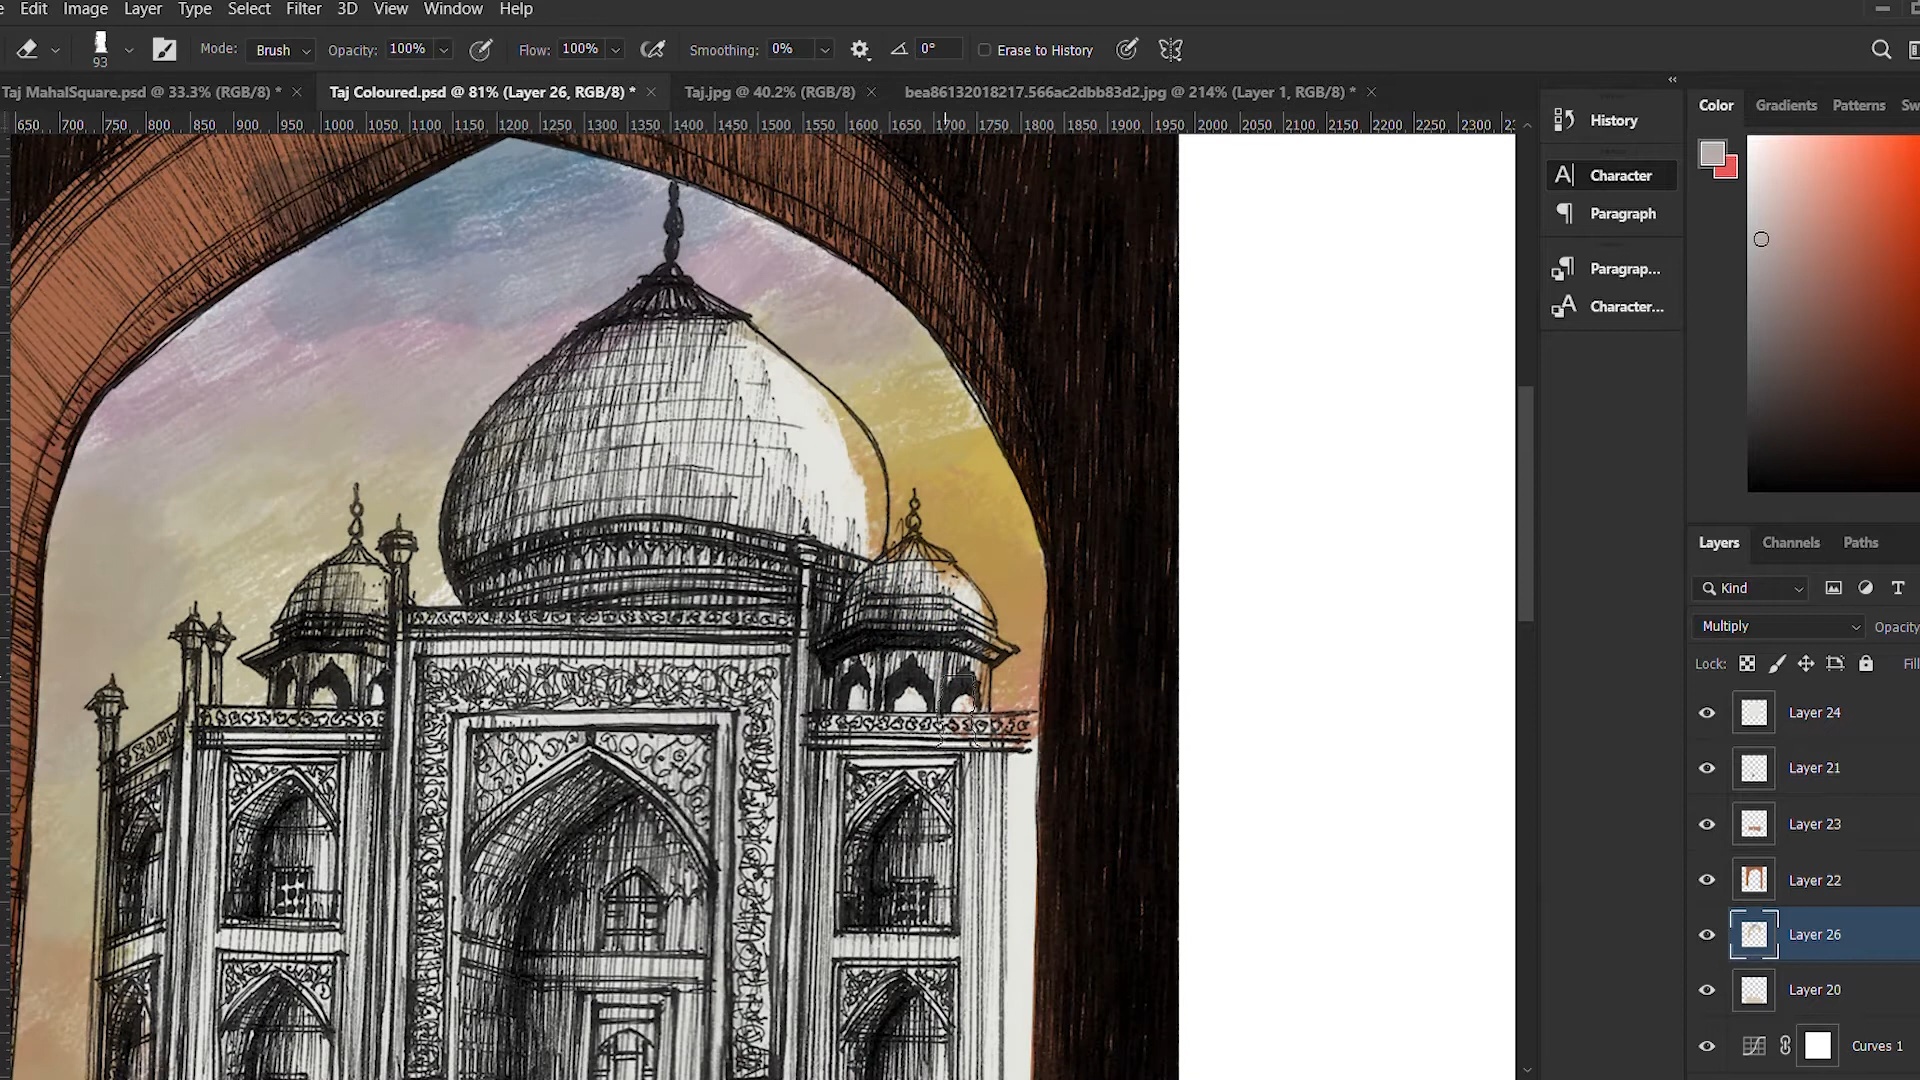 Edit Image Layer Type Select Filter 3D View Window Help
93 Mode: Brush Opacity: 100% Flow: 100% Smoothing: 0% 0° Erase to History
Taj MahalSquare.psd @ 33.3% (RGB/8) * × Taj Coloured.psd @ 81% (Layer 26, RGB/8) * × Taj.jpg @ 40.2% (RGB/8) × bea86132018217.566ac2dbb83d2.jpg @ 214% (Layer 1, RGB/8) * ×
650 700 750 800 850 900 950 1000 1050 1100 1150 1200 1250 1300 1350 1400 1450 1500 1550 1600 1650 1700 1750 1800 1850 1900 1950 2000 2050 2100 2150 2200 2250 2300
History
Character
Paragraph
Paragrap...
Character...
Color Gradients Patterns Sw
Layers Channels Paths
Kind
Multiply Opacity
Lock: Fill
Layer 24
Layer 21
Layer 23
Layer 22
Layer 26
Layer 20
Curves 1